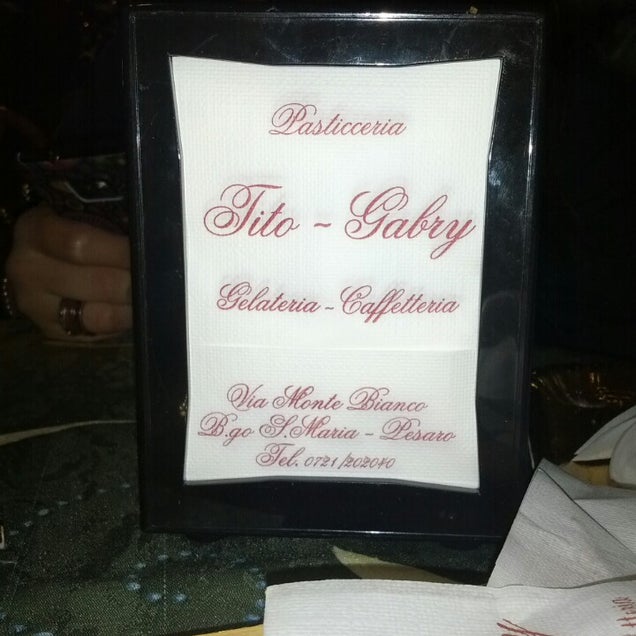 Pasticceria
Tito ~ Gabry
Gelateria ~ Caffetteria
Via Monte Bianco
B.go S.Maria - Pesaro
Tel. 0721/202040